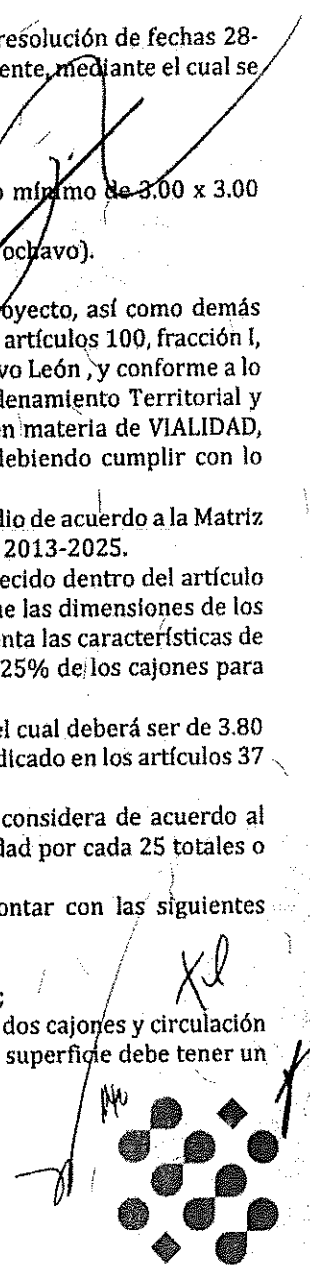 resolución de fechas 28-
ente, mediante el cual se
o mínimo de 3.00 x 3.00
ochavo).
oyecto, así como demás
artículos 100, fracción I,
vo León , y conforme a lo
denamiento Territorial y
en materia de VIALIDAD,
debiendo cumplir con lo
dio de acuerdo a la Matriz
2013-2025.
ecido dentro del artículo
ne las dimensiones de los
enta las características de
25% de los cajones para
el cual deberá ser de 3.80
dicado en los artículos 37
considera de acuerdo al
dad por cada 25 totales o
ontar con las siguientes
;
dos cajones y circulación
superficie debe tener un